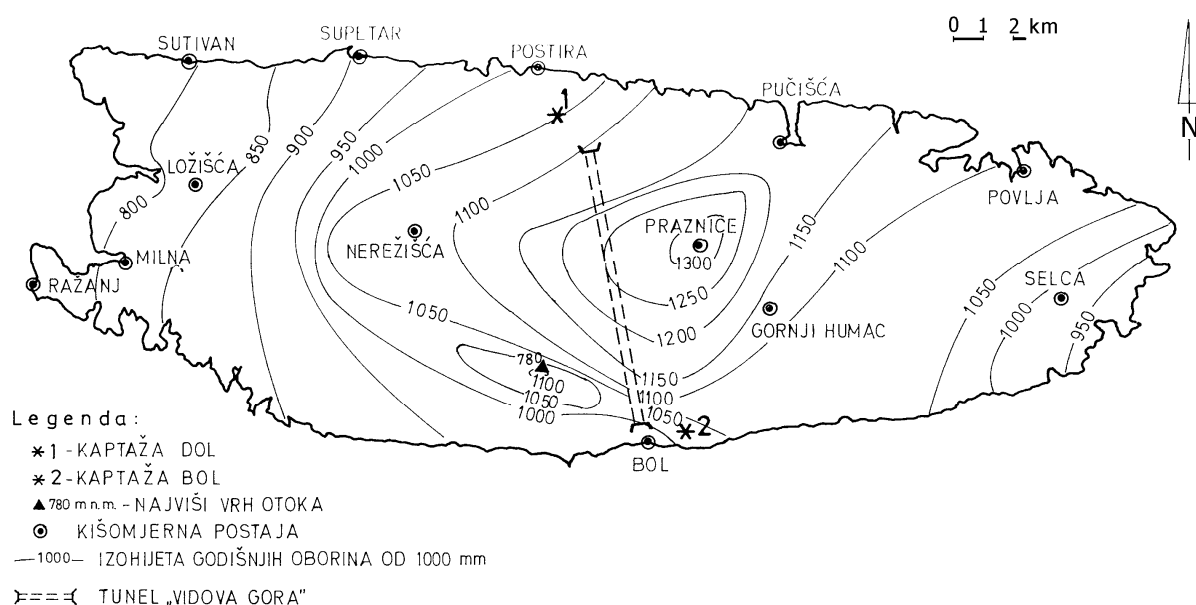 0 1 2 km
N
SUTIVAN
SUPETAR
POSTIRA
PUČIŠĆA
1
850
900
950
1000
1050
1100
LOŽIŠĆA
800
POVLJA
PRAZNICE
1300
1250
1200
1150
1100
NEREŽIŠĆA
MILNA
RAŽANJ
SELCA
1050
1000
950
GORNJI HUMAC
1050
780
1100
1050
1000
1150
1100
1050
2
BOL
Legenda:
1 - KAPTAŽA DOL
2 - KAPTAŽA BOL
780 m n.m. - NAJVIŠI VRH OTOKA
KIŠOMJERNA POSTAJA
1000 IZOHIJETA GODIŠNJIH OBORINA OD 1000 mm
TUNEL „VIDOVA GORA"